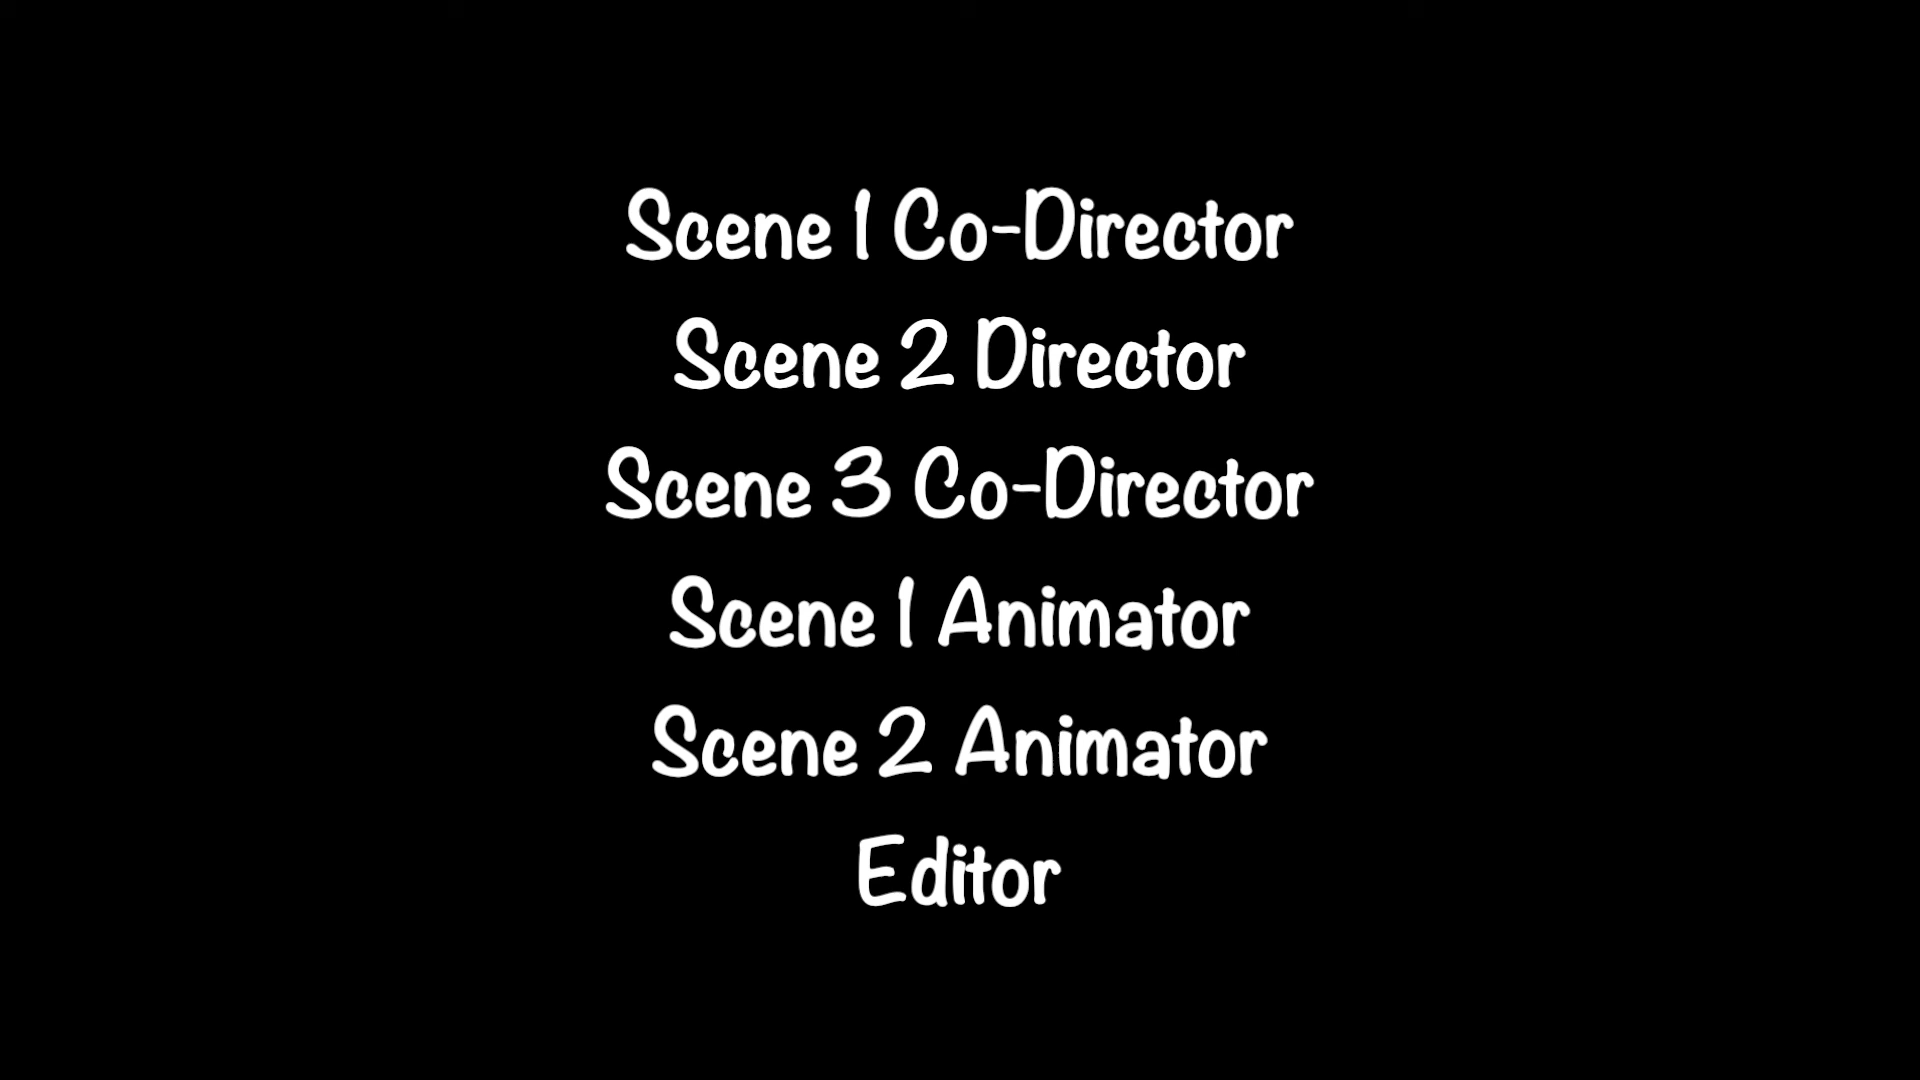 Scene 1 Co-Director
Scene 2 Director
Scene 3 Co-Director
Scene 1 Animator
Scene 2 Animator
Editor